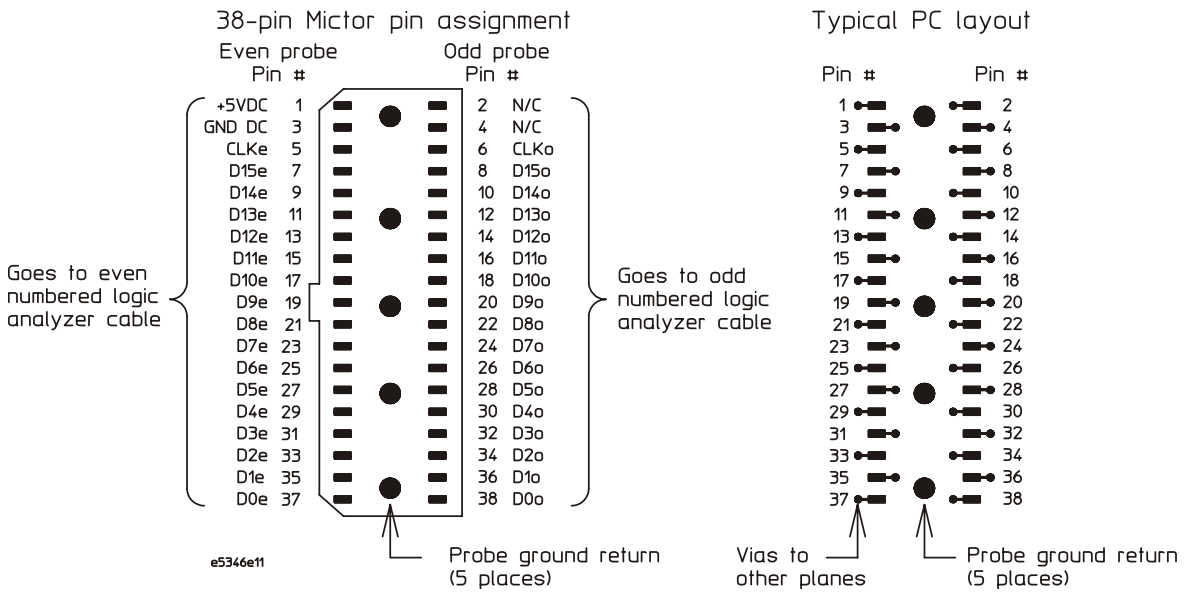 38-pin Mictor pin assignment
Even probe Odd probe
Pin # Pin #
+5VDC 1 2 N/C
GND DC 3 4 N/C
CLKe 5 6 CLKo
D15e 7 8 D15o
D14e 9 10 D14o
D13e 11 12 D13o
D12e 13 14 D12o
D11e 15 16 D11o
D10e 17 18 D10o
D9e 19 20 D9o
D8e 21 22 D8o
D7e 23 24 D7o
D6e 25 26 D6o
D5e 27 28 D5o
D4e 29 30 D4o
D3e 31 32 D3o
D2e 33 34 D2o
D1e 35 36 D1o
D0e 37 38 D0o
Goes to even
numbered logic
analyzer cable
Goes to odd
numbered logic
analyzer cable
e5346e11
Probe ground return
(5 places)
Typical PC layout
Pin # Pin #
1 2
3 4
5 6
7 8
9 10
11 12
13 14
15 16
17 18
19 20
21 22
23 24
25 26
27 28
29 30
31 32
33 34
35 36
37 38
Vias to
other planes
Probe ground return
(5 places)